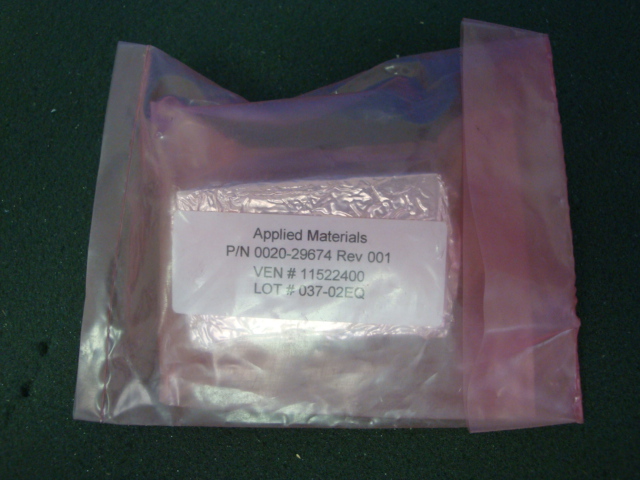 Applied Materials
P/N 0020-29674 Rev 001
VEN # 11522400
LOT # 037-02EQ